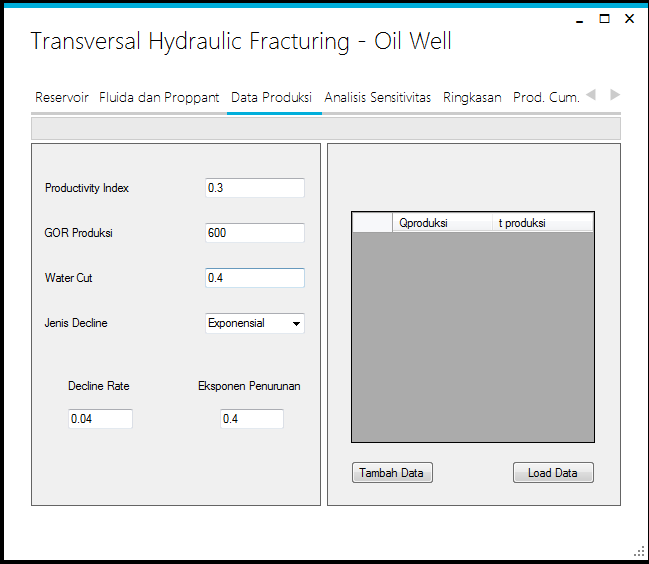 Transversal Hydraulic Fracturing - Oil Well
Reservoir Fluida dan Proppant Data Produksi Analisis Sensitivitas Ringkasan Prod. Cum.
Productivity Index 0.3
GOR Produksi 600
Water Cut 0.4
Jenis Decline Exponensial
Decline Rate Eksponen Penurunan
0.04 0.4
Qproduksi t produksi
Tambah Data Load Data